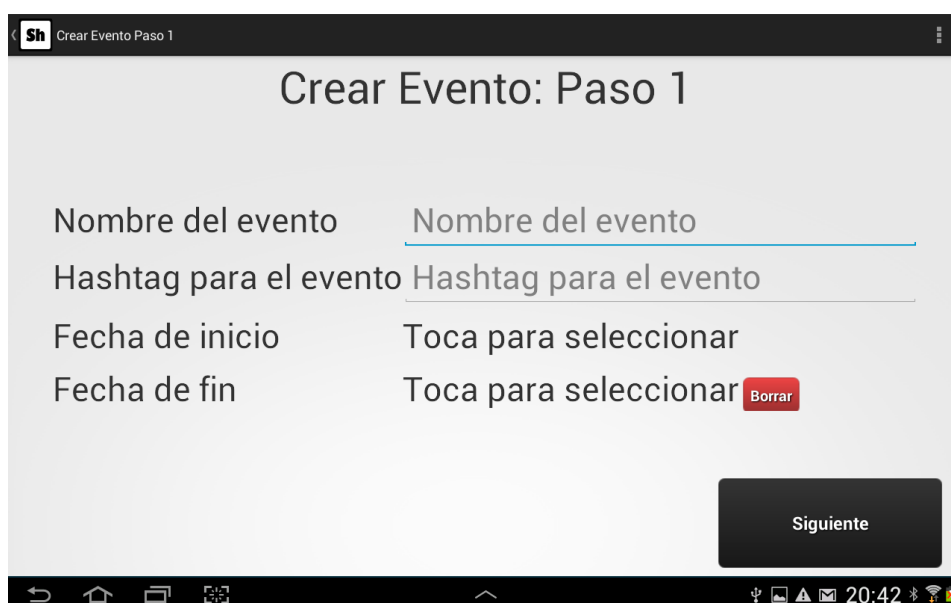 Sh Crear Evento Paso 1
Crear Evento: Paso 1
Nombre del evento Nombre del evento
Hashtag para el evento Hashtag para el evento
Fecha de inicio Toca para seleccionar
Fecha de fin Toca para seleccionar Borrar
Siguiente
20:42